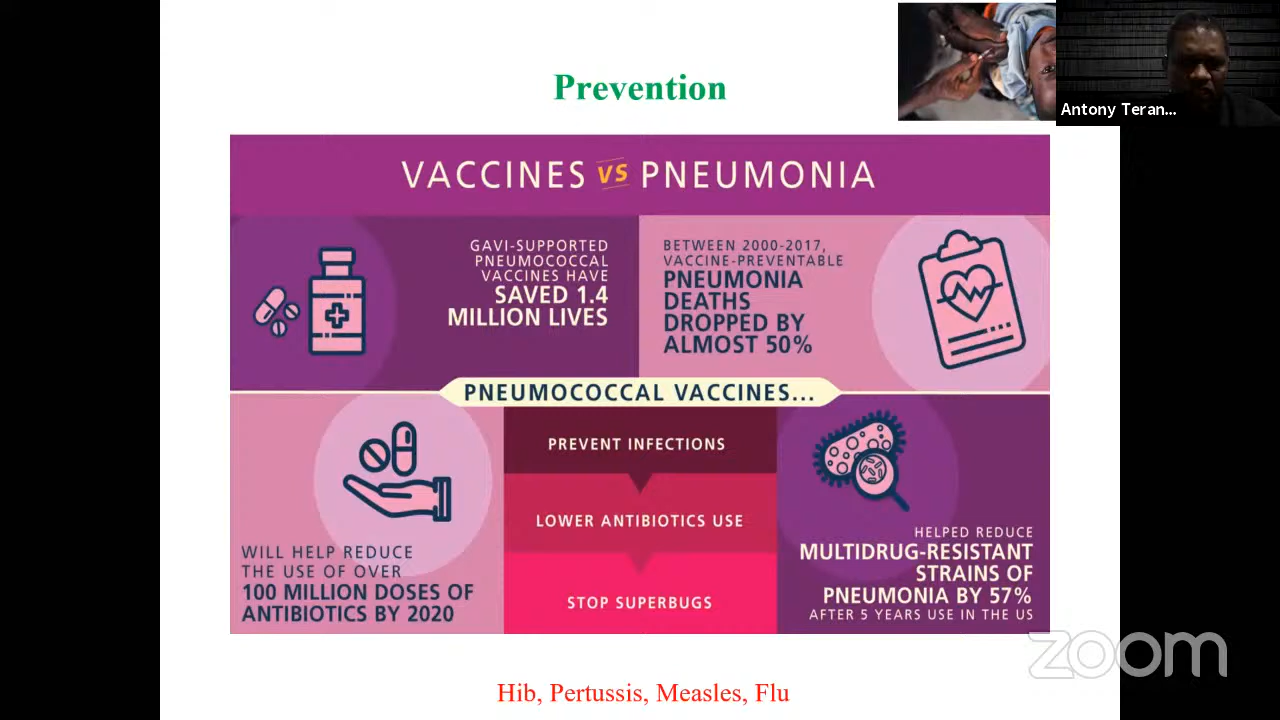 Prevention
Antony Teran...
VACCINES VS PNEUMONIA
GAVI-SUPPORTED
PNEUMOCOCCAL
VACCINES HAVE
SAVED 1.4
MILLION LIVES
BETWEEN 2000-2017,
VACCINE-PREVENTABLE
PNEUMONIA
DEATHS
DROPPED BY
ALMOST 50%
PNEUMOCOCCAL VACCINES...
WILL HELP REDUCE
THE USE OF OVER
100 MILLION DOSES OF
ANTIBIOTICS BY 2020
PREVENT INFECTIONS
LOWER ANTIBIOTICS USE
STOP SUPERBUGS
HELPED REDUCE
MULTIDRUG-RESISTANT
STRAINS OF
PNEUMONIA BY 57%
AFTER 5 YEARS USE IN THE US
zoom
Hib, Pertussis, Measles, Flu